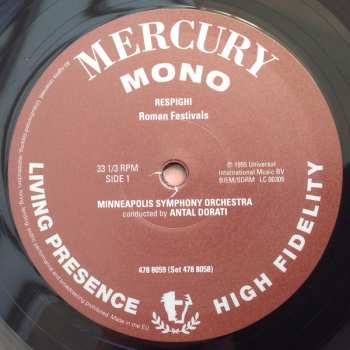 MERCURY
MONO
RESPIGHI
Roman Festivals
33 1/3 RPM
SIDE 1
℗ 1955 Universal
International Music BV
BIEM/SDRM LC 00305
MINNEAPOLIS SYMPHONY ORCHESTRA
conducted by ANTAL DORATI
478 8059 (Set 478 8058)
LIVING PRESENCE
HIGH FIDELITY
prohibited. Made in the EU